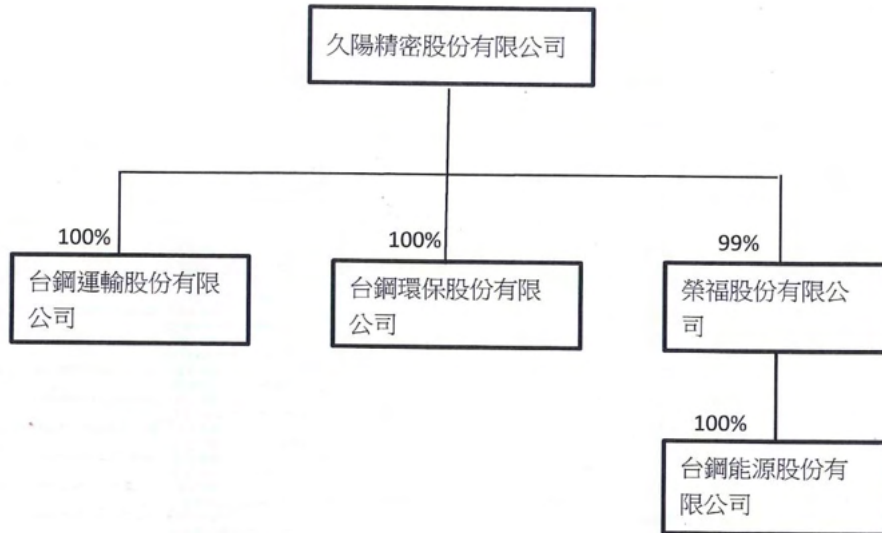 久陽精密股份有限公司
100%
100%
99%
台鋼運輸股份有限
公司
台鋼環保股份有限
公司
榮福股份有限公
司
100%
台鋼能源股份有
限公司